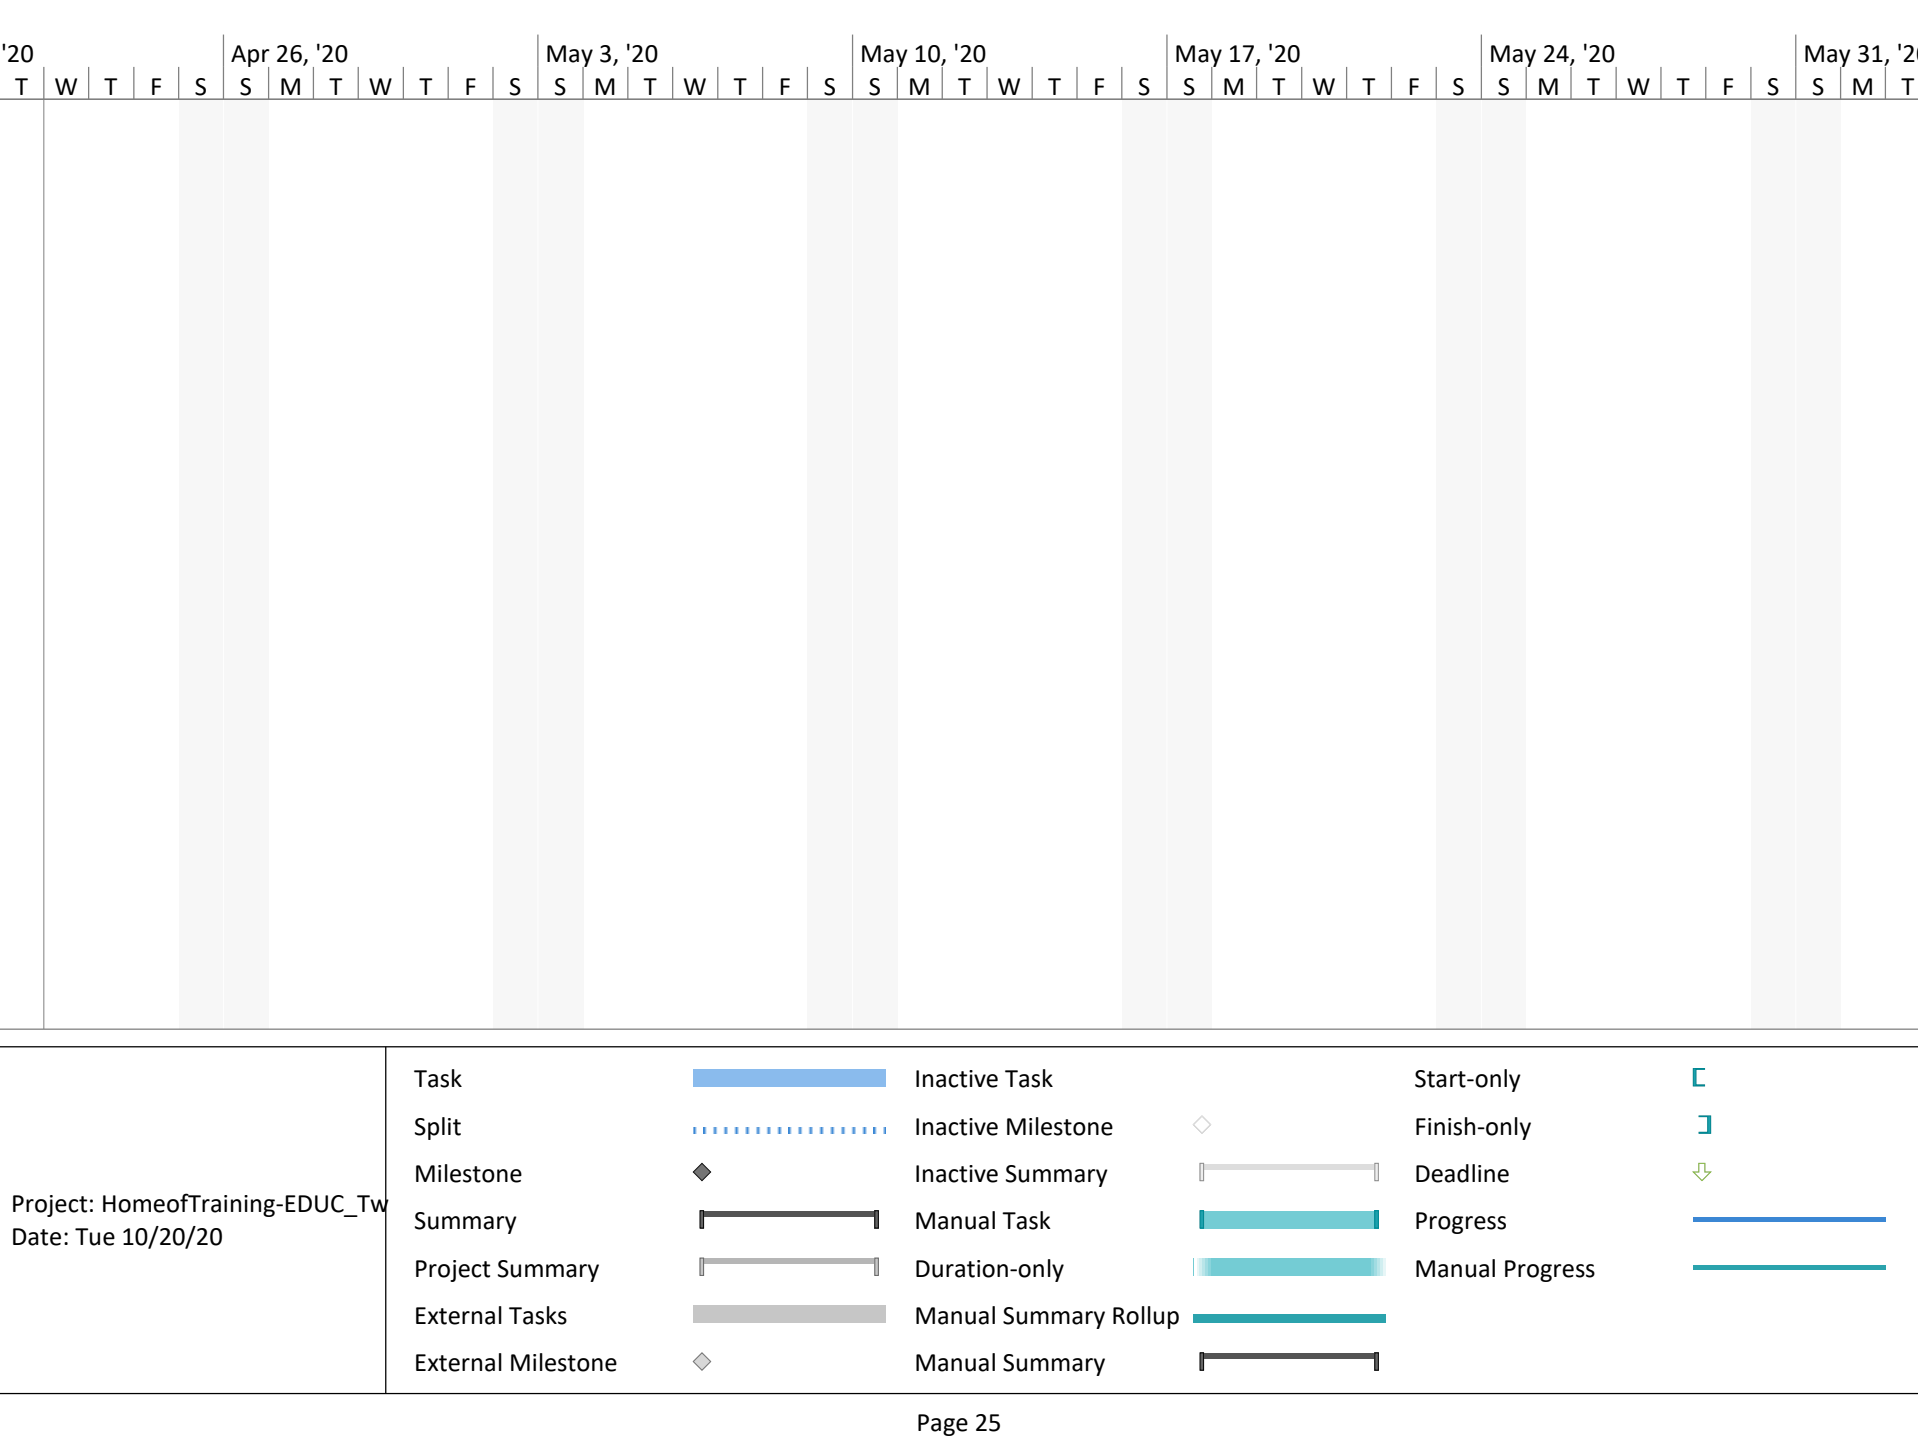 '20 Apr 26, '20 May 3, '20 May 10, '20 May 17, '20 May 24, '20 May 31, '20
T W T F S S M T W T F S S M T W T F S S M T W T F S S M T W T F S S M T W T F S S M T
Task Inactive Task Start-only
Split Inactive Milestone Finish-only
Milestone Inactive Summary Deadline
Project: HomeofTraining-EDUC_Tw
Summary Manual Task Progress
Date: Tue 10/20/20
Project Summary Duration-only Manual Progress
External Tasks Manual Summary Rollup
External Milestone Manual Summary
Page 25